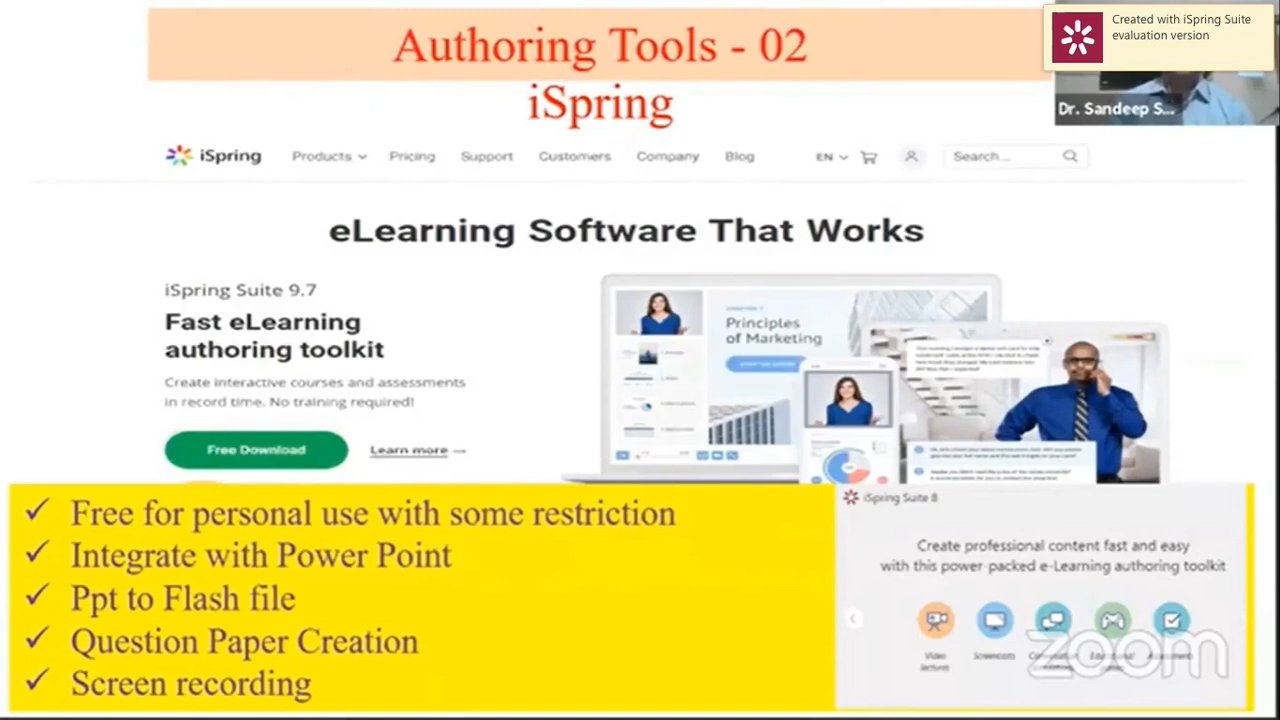 Authoring Tools - 02
Created with iSpring Suite
evaluation version
iSpring
Dr. Sandeep S...
iSpring Products Pricing Support Customers Company Blog EN Search...
eLearning Software That Works
iSpring Suite 9.7
Fast eLearning
authoring toolkit
Create interactive courses and assessments
in record time. No training required!
Free Download Learn more
Principles
of Marketing
✓ Free for personal use with some restriction
✓ Integrate with Power Point
✓ Ppt to Flash file
✓ Question Paper Creation
✓ Screen recording
iSpring Suite 8
Create professional content fast and easy
with this power-packed e-Learning authoring toolkit
Video
lectures
Screencasts
zoom